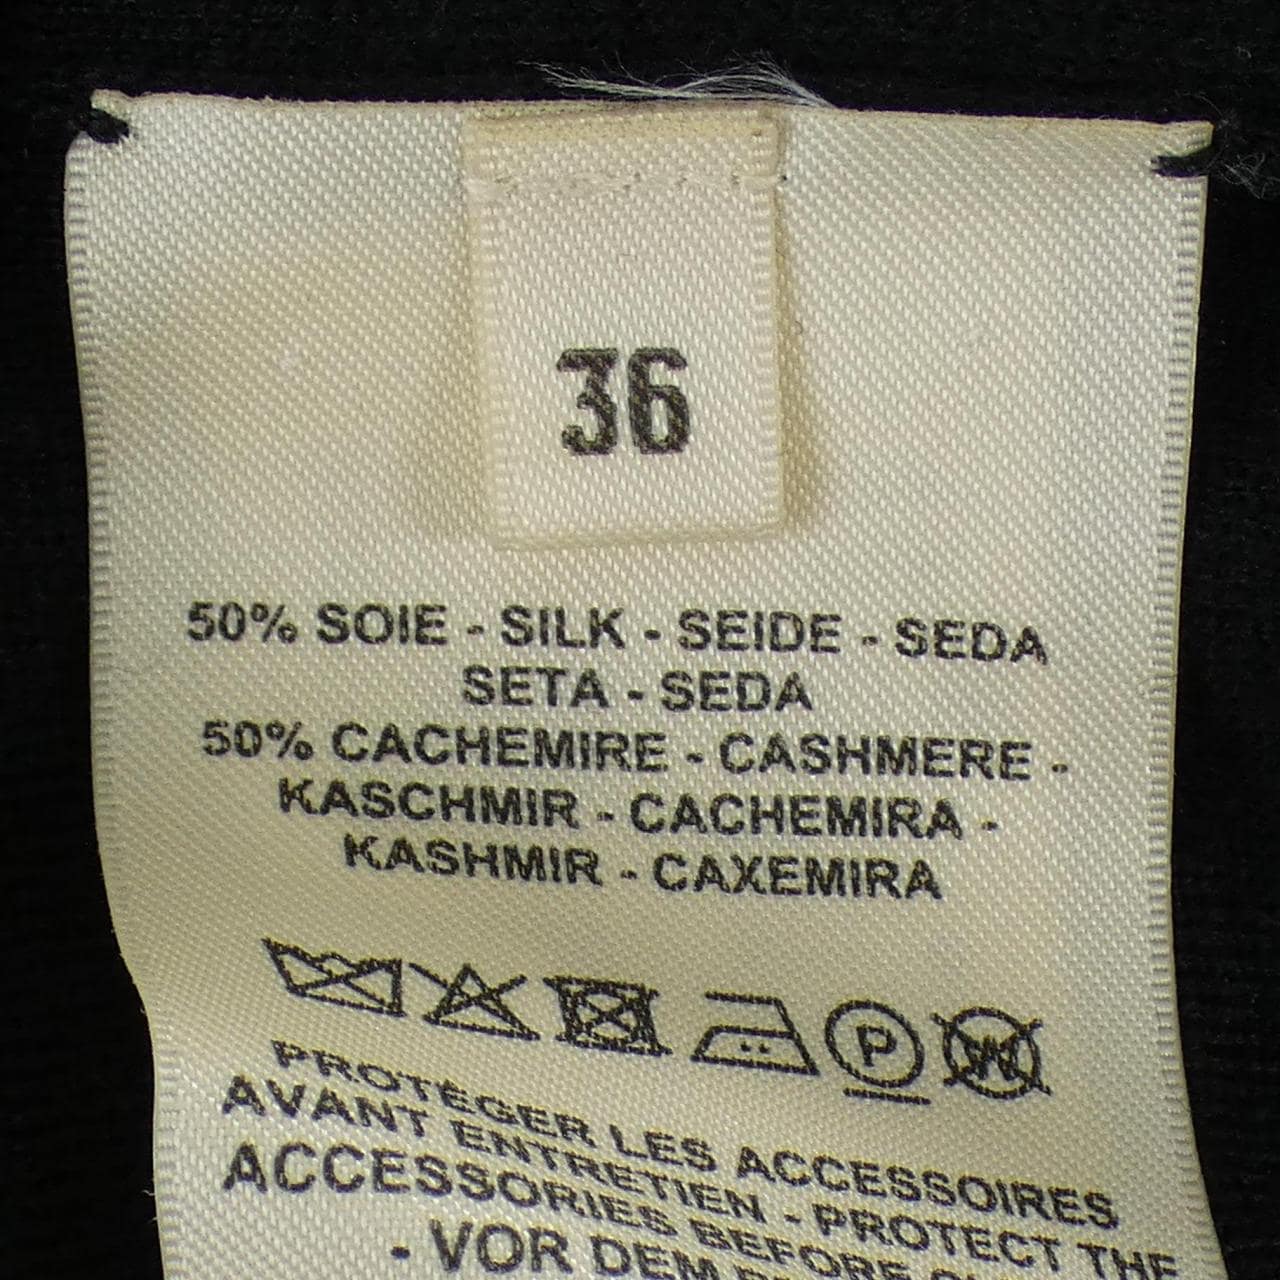 36
50% SOIE - SILK - SEIDE - SEDA
SETA - SEDA
50% CACHEMIRE - CASHMERE -
KASCHMIR - CACHEMIRA -
KASHMIR - CAXEMIRA
P W
PROTÉGER LES ACCESSOIRES
AVANT ENTRETIEN - PROTECT THE
ACCESSORIES BEFORE
- VOR DEM